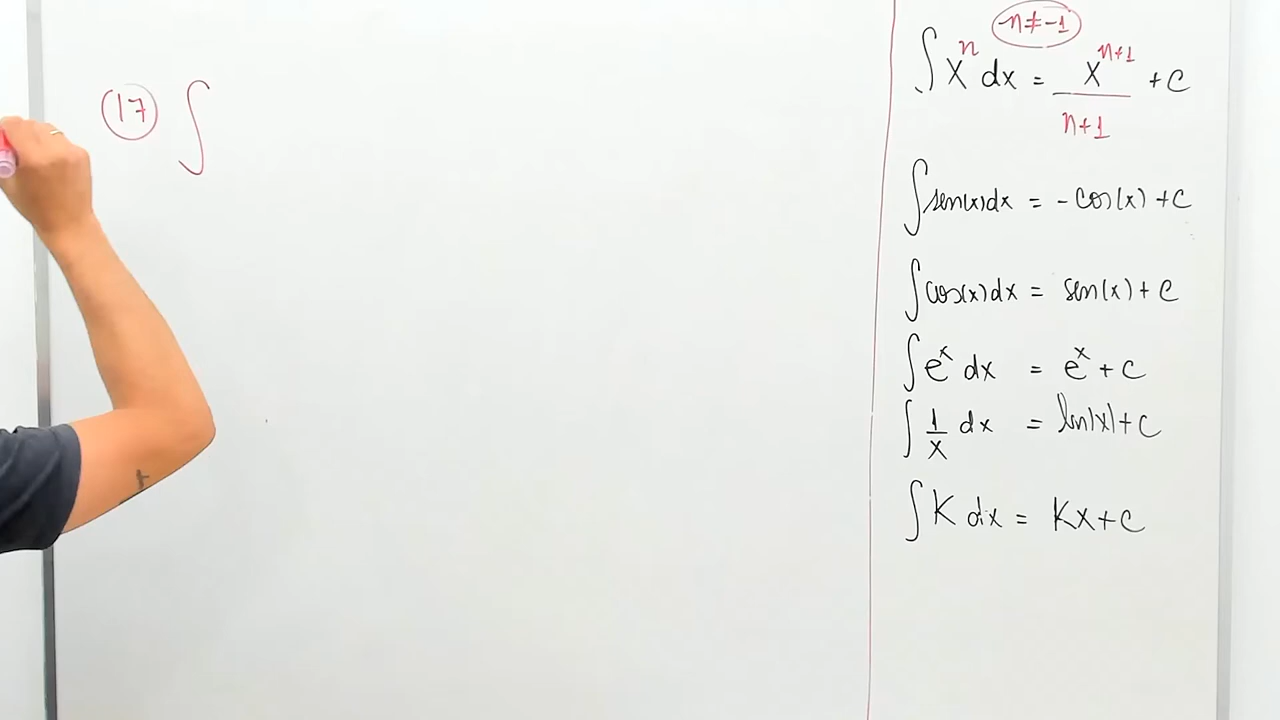 (17) ∫
n≠-1
∫xⁿ dx = xⁿ⁺¹/n+1 + c
∫sen(x)dx = -cos(x) + c
∫cos(x)dx = sen(x) + c
∫eˣ dx = eˣ + c
∫1/x dx = ln|x| + c
∫K dx = Kx + c